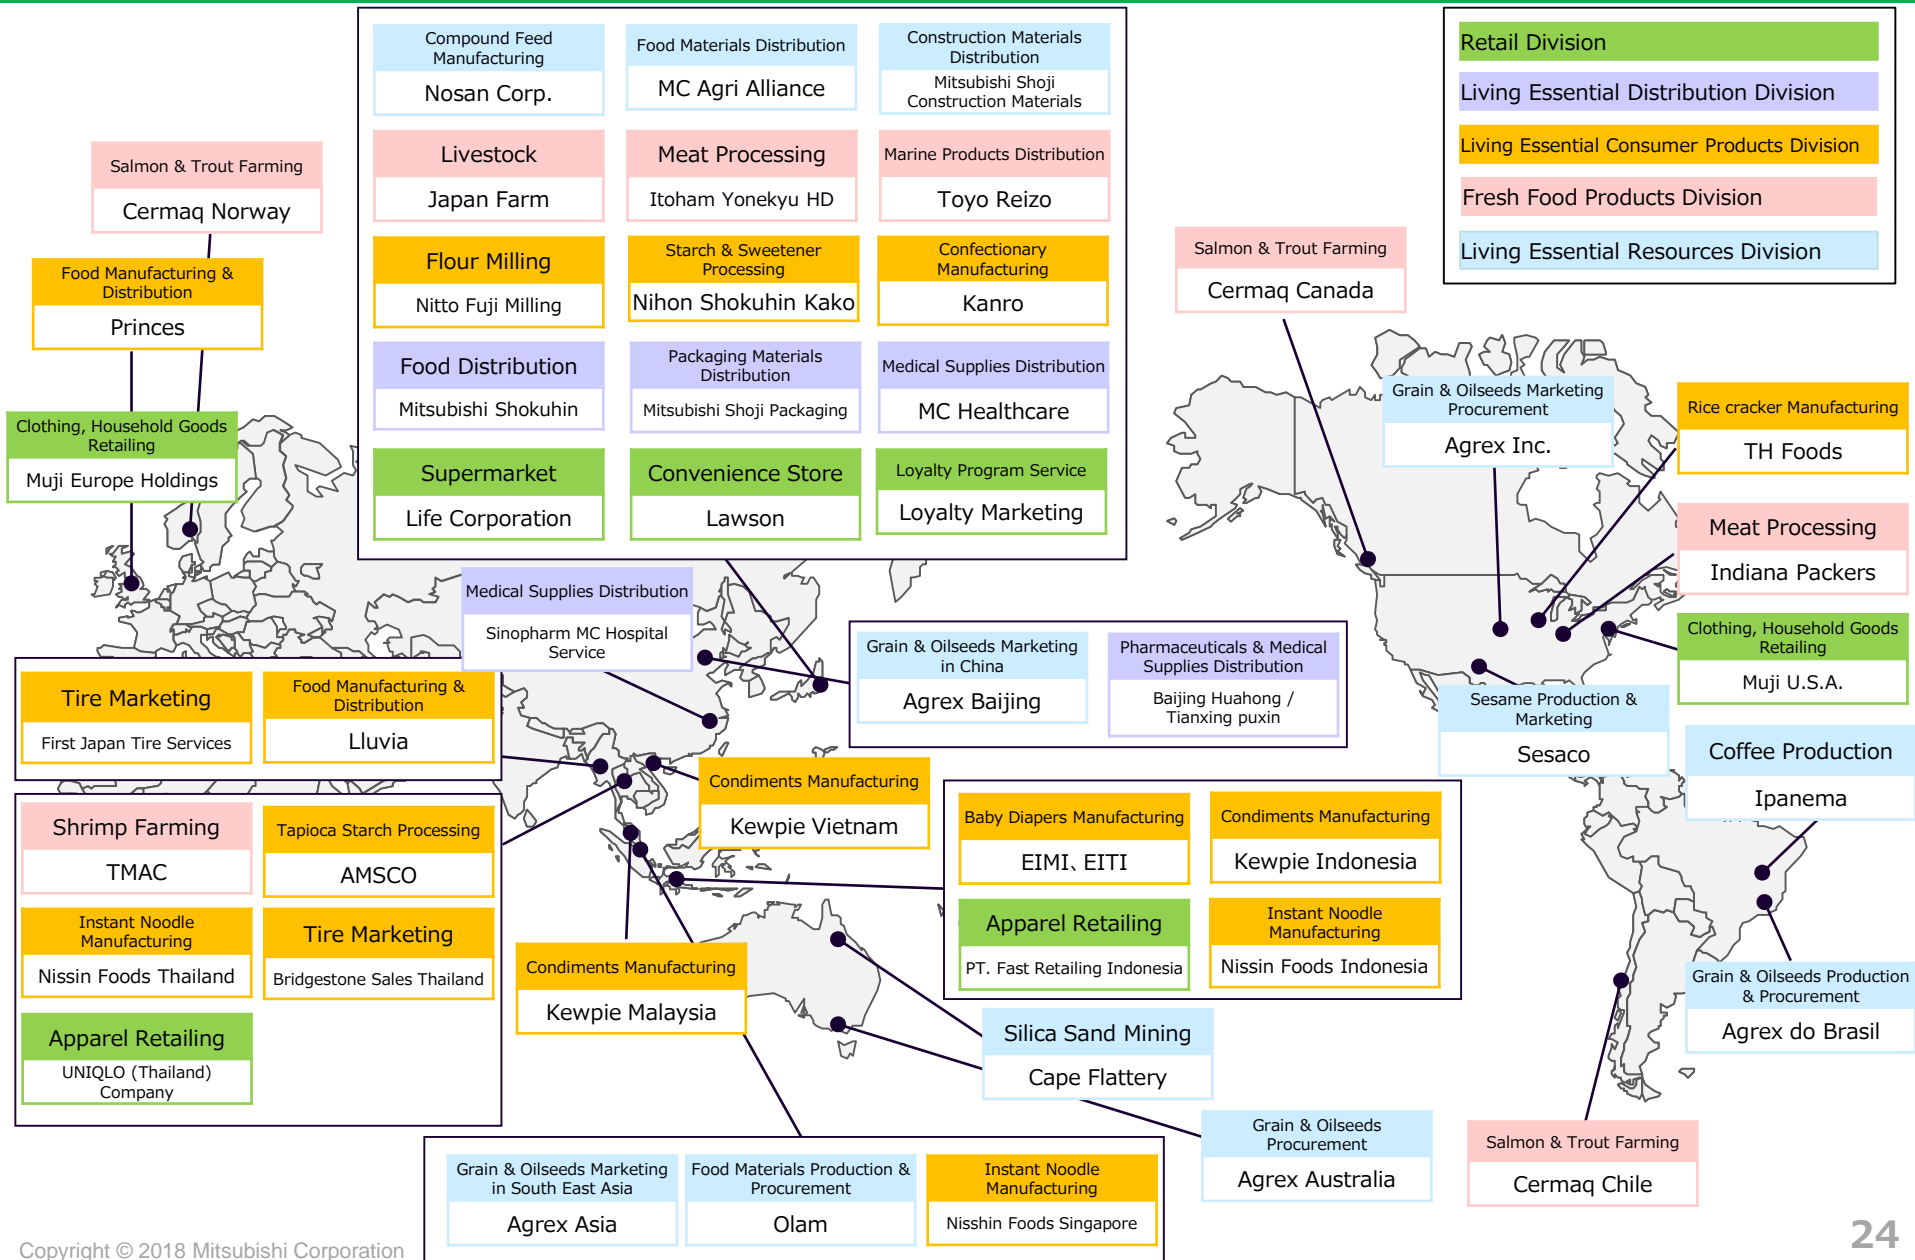 Compound Feed
Manufacturing
Nosan Corp.
Food Materials Distribution
MC Agri Alliance
Construction Materials
Distribution
Mitsubishi Shoji
Construction Materials
Livestock
Japan Farm
Meat Processing
Itoham Yonekyu HD
Marine Products Distribution
Toyo Reizo
Flour Milling
Nitto Fuji Milling
Starch & Sweetener
Processing
Nihon Shokuhin Kako
Confectionary
Manufacturing
Kanro
Food Distribution
Mitsubishi Shokuhin
Packaging Materials
Distribution
Mitsubishi Shoji Packaging
Medical Supplies Distribution
MC Healthcare
Supermarket
Life Corporation
Convenience Store
Lawson
Loyalty Program Service
Loyalty Marketing
Retail Division
Living Essential Distribution Division
Living Essential Consumer Products Division
Fresh Food Products Division
Living Essential Resources Division
Salmon & Trout Farming
Cermaq Norway
Food Manufacturing &
Distribution
Princes
Clothing, Household Goods
Retailing
Muji Europe Holdings
Salmon & Trout Farming
Cermaq Canada
Grain & Oilseeds Marketing
Procurement
Agrex Inc.
Rice cracker Manufacturing
TH Foods
Meat Processing
Indiana Packers
Clothing, Household Goods
Retailing
Muji U.S.A.
Medical Supplies Distribution
Sinopharm MC Hospital
Service
Grain & Oilseeds Marketing
in China
Agrex Baijing
Pharmaceuticals & Medical
Supplies Distribution
Baijing Huahong /
Tianxing puxin
Sesame Production &
Marketing
Sesaco
Coffee Production
Ipanema
Tire Marketing
First Japan Tire Services
Food Manufacturing &
Distribution
Lluvia
Condiments Manufacturing
Kewpie Vietnam
Shrimp Farming
TMAC
Tapioca Starch Processing
AMSCO
Instant Noodle
Manufacturing
Nissin Foods Thailand
Tire Marketing
Bridgestone Sales Thailand
Apparel Retailing
UNIQLO (Thailand)
Company
Baby Diapers Manufacturing
EIMI、EITI
Condiments Manufacturing
Kewpie Indonesia
Apparel Retailing
PT. Fast Retailing Indonesia
Instant Noodle
Manufacturing
Nissin Foods Indonesia
Condiments Manufacturing
Kewpie Malaysia
Silica Sand Mining
Cape Flattery
Grain & Oilseeds Production
& Procurement
Agrex do Brasil
Grain & Oilseeds
Procurement
Agrex Australia
Salmon & Trout Farming
Cermaq Chile
Grain & Oilseeds Marketing
in South East Asia
Agrex Asia
Food Materials Production &
Procurement
Olam
Instant Noodle
Manufacturing
Nisshin Foods Singapore
Copyright © 2018 Mitsubishi Corporation
24